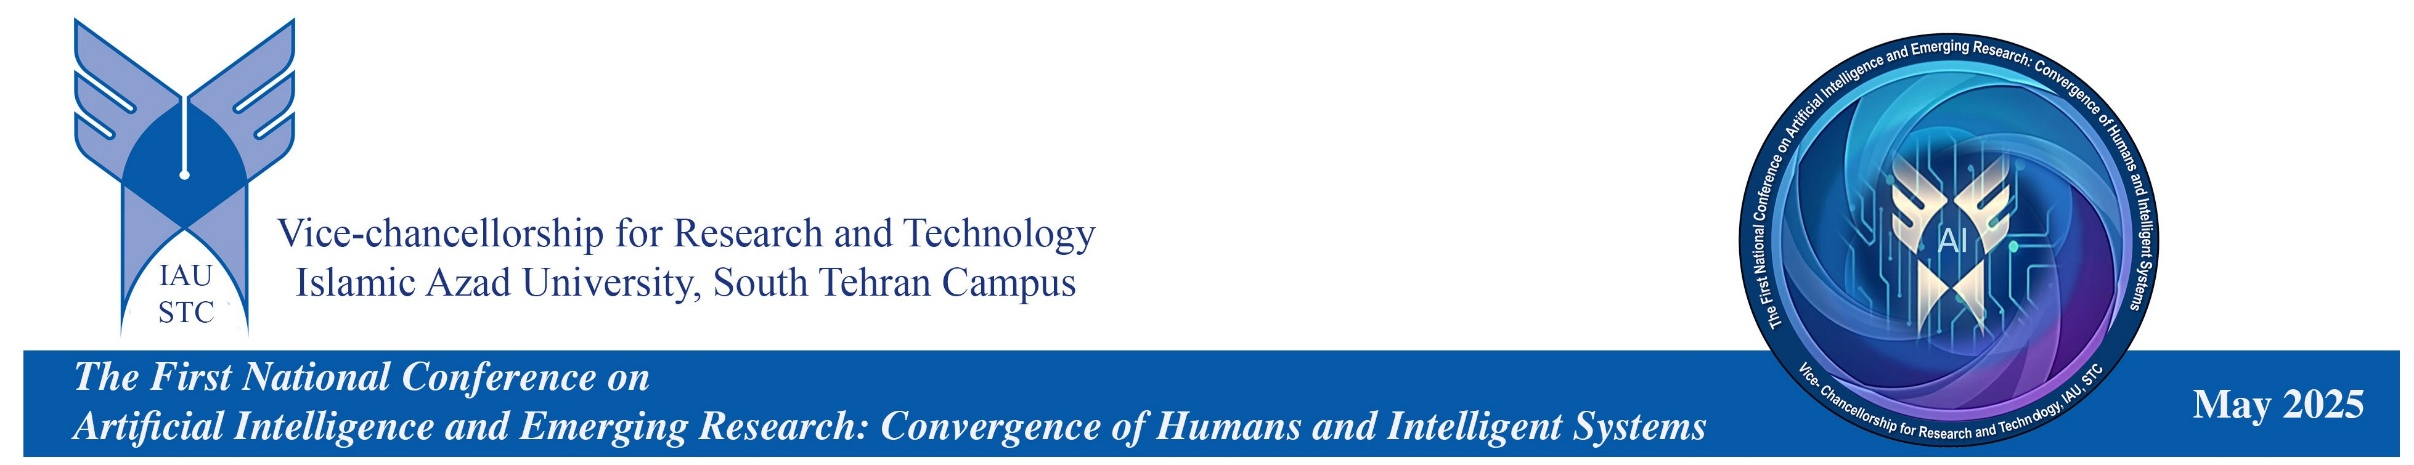 IAU
STC
Vice-chancellorship for Research and Technology
Islamic Azad University, South Tehran Campus
The First National Conference on
Artificial Intelligence and Emerging Research: Convergence of Humans and Intelligent Systems
The First National Conference on Artificial Intelligence and Emerging Research: Convergence of Humans and Intelligent Systems
AI
Vice- Chancellorship for Research and Technology, IAU, STC
May 2025